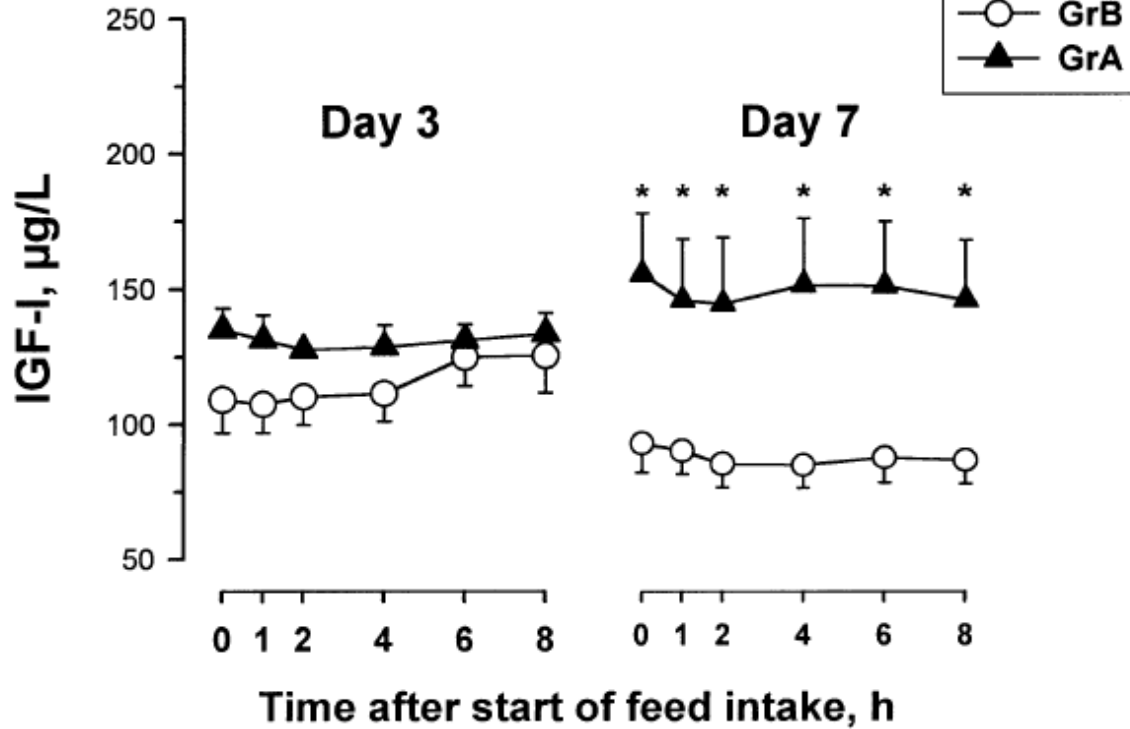 GrB
GrA
250
200
150
100
50
IGF-I, µg/L
Day 3
Day 7
* * * * * *
0 1 2 4 6 8
0 1 2 4 6 8
Time after start of feed intake, h